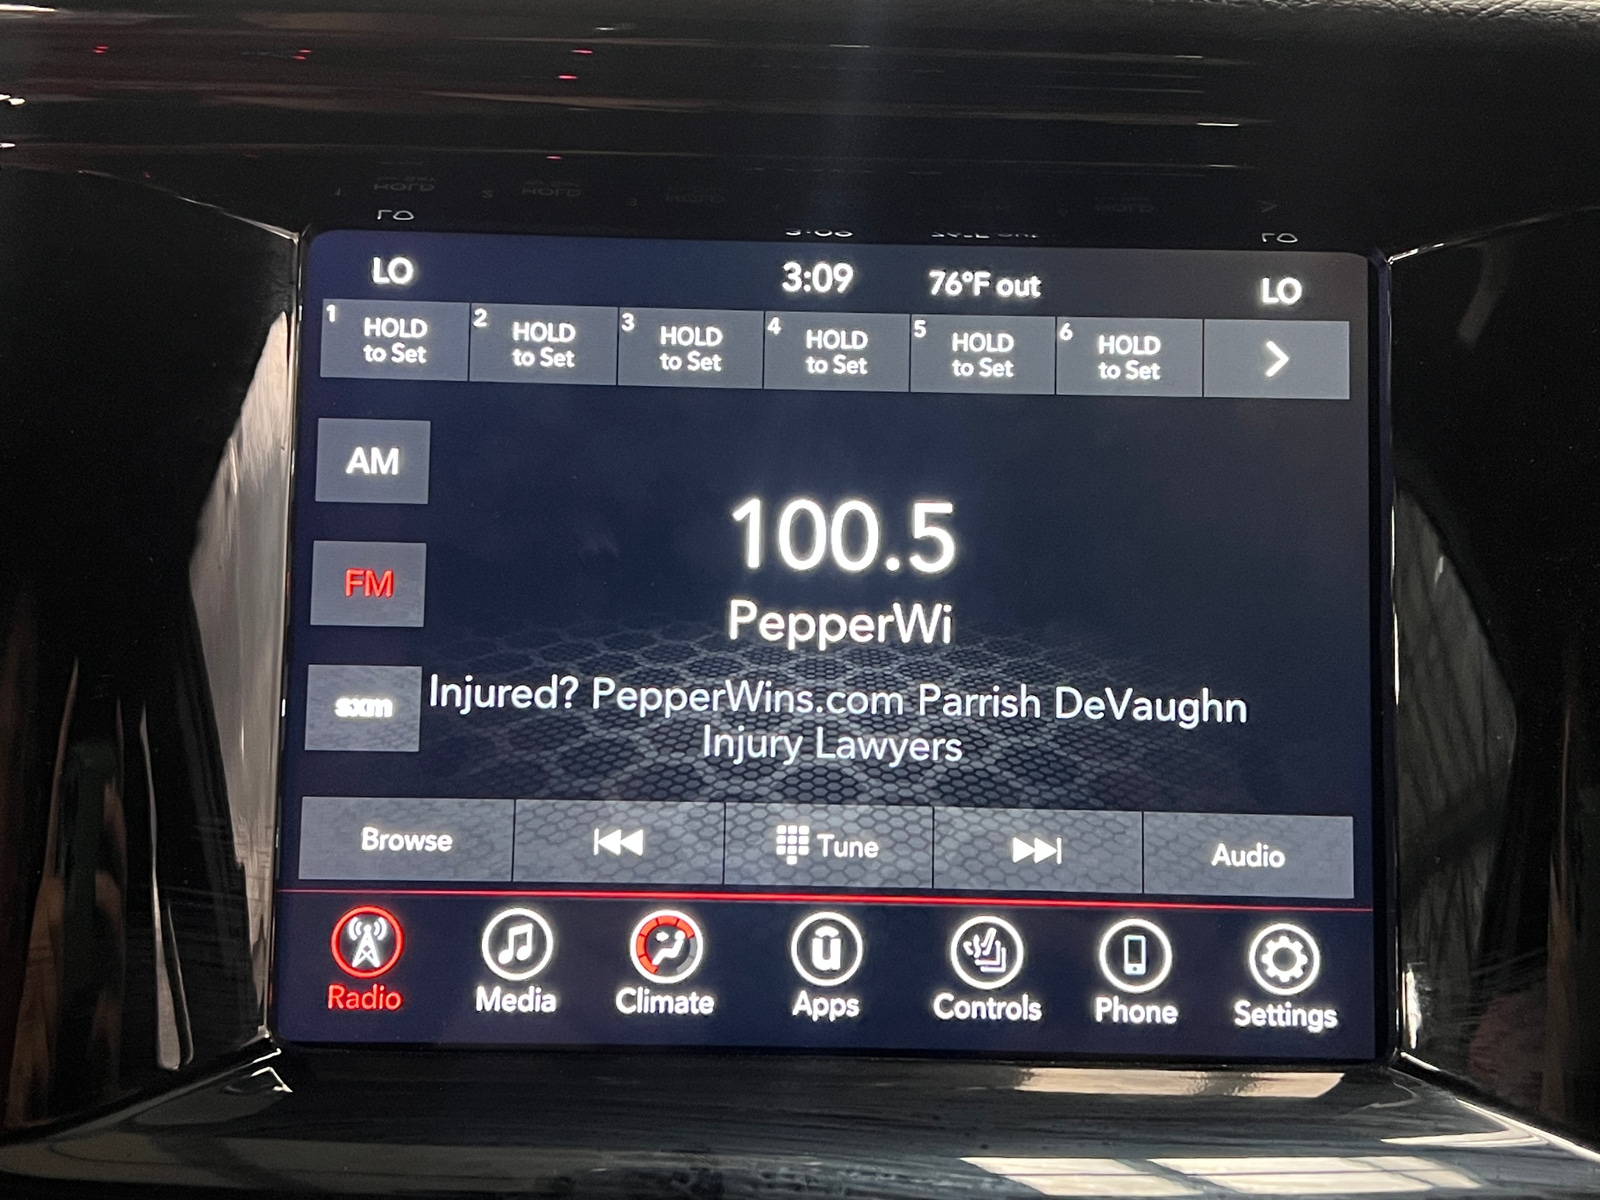 LO 3:09 76°F out LO
1 HOLD to Set
2 HOLD to Set
3 HOLD to Set
4 HOLD to Set
5 HOLD to Set
6 HOLD to Set
AM
100.5
FM
PepperWi
sxm
Injured? PepperWins.com Parrish DeVaughn
Injury Lawyers
Browse Tune Audio
Radio Media Climate Apps Controls Phone Settings